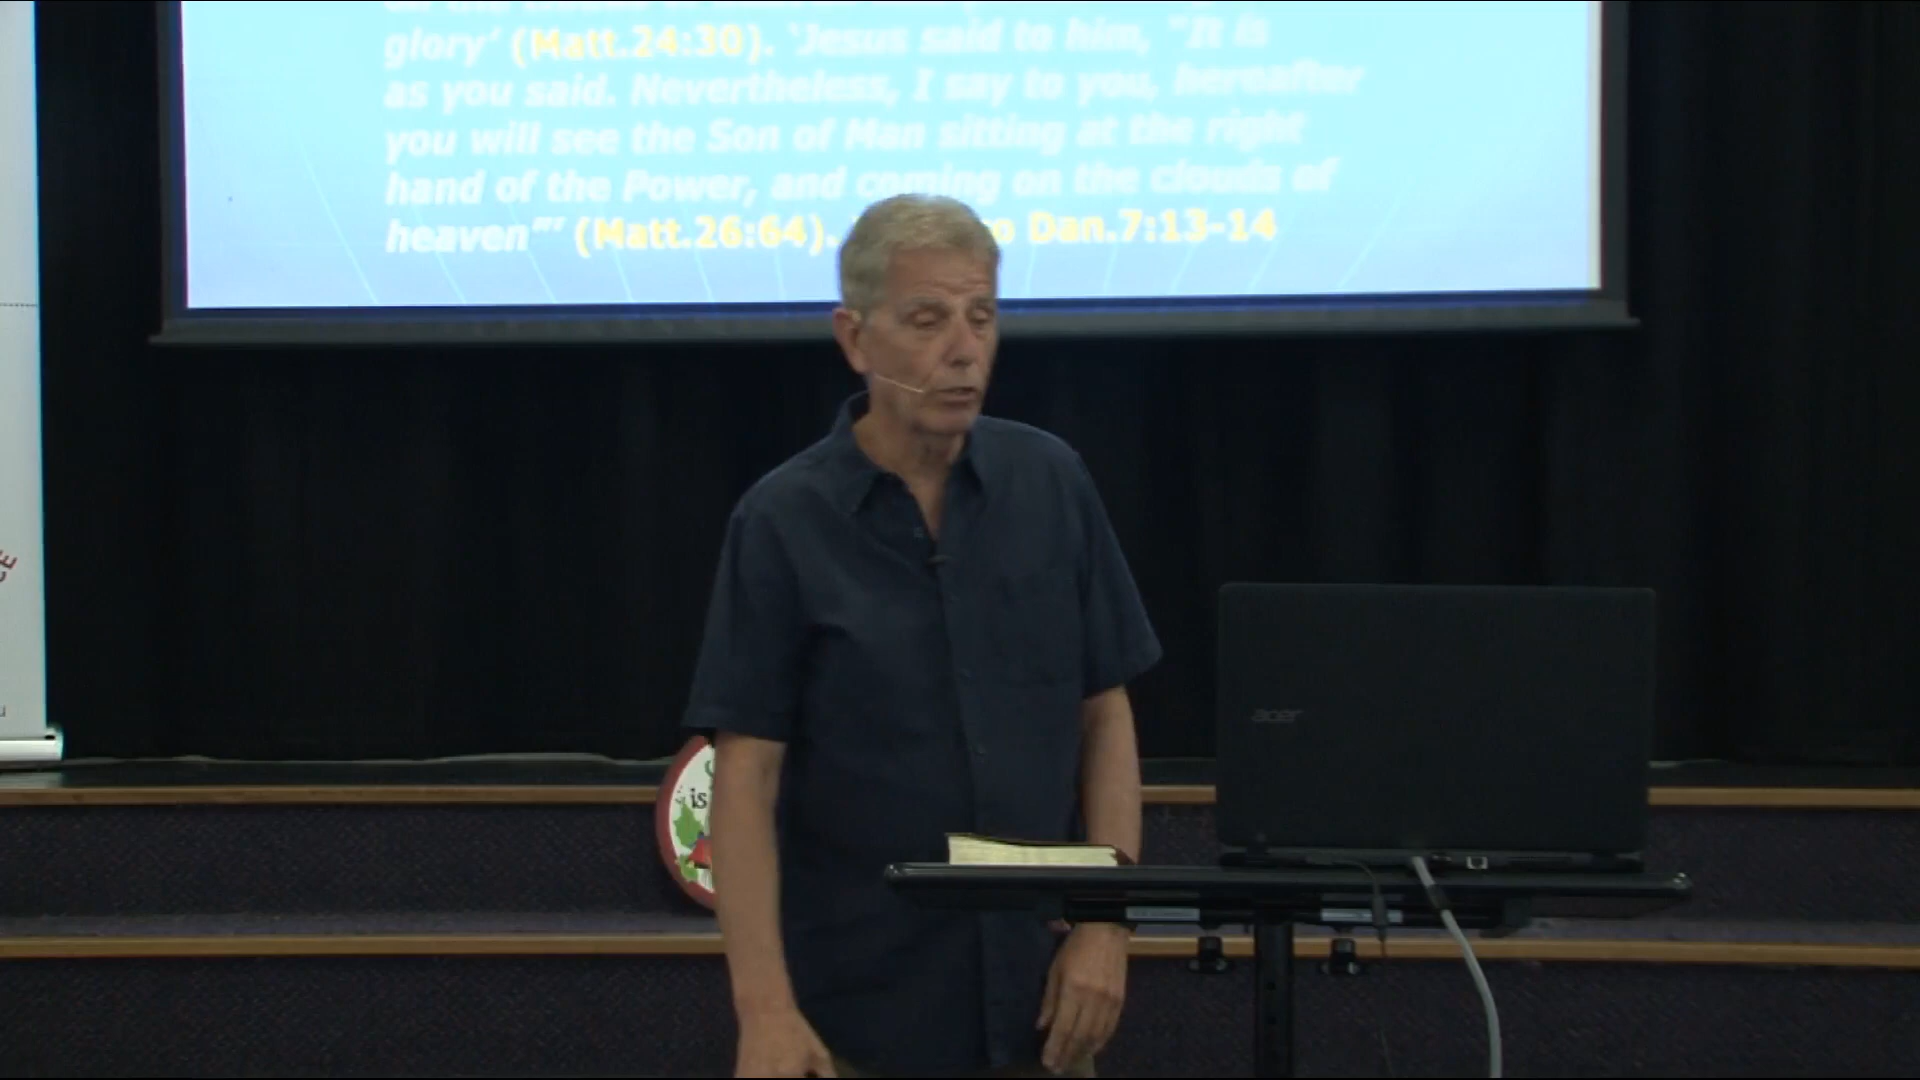 glory’ (Matt.24:30). ‘Jesus said to him, "It is
as you said. Nevertheless, I say to you, hereafter
you will see the Son of Man sitting at the right
hand of the Power, and coming on the clouds of
heaven”’ (Matt.26:64). Dan.7:13-14
acer
is